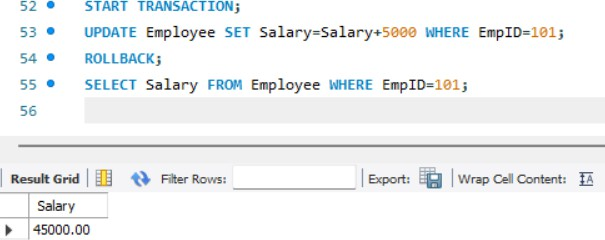 52 START TRANSACTION;
53 UPDATE Employee SET Salary=Salary+5000 WHERE EmpID=101;
54 ROLLBACK;
55 SELECT Salary FROM Employee WHERE EmpID=101;
56
Result Grid Filter Rows: Export: Wrap Cell Content: IA
Salary
45000.00